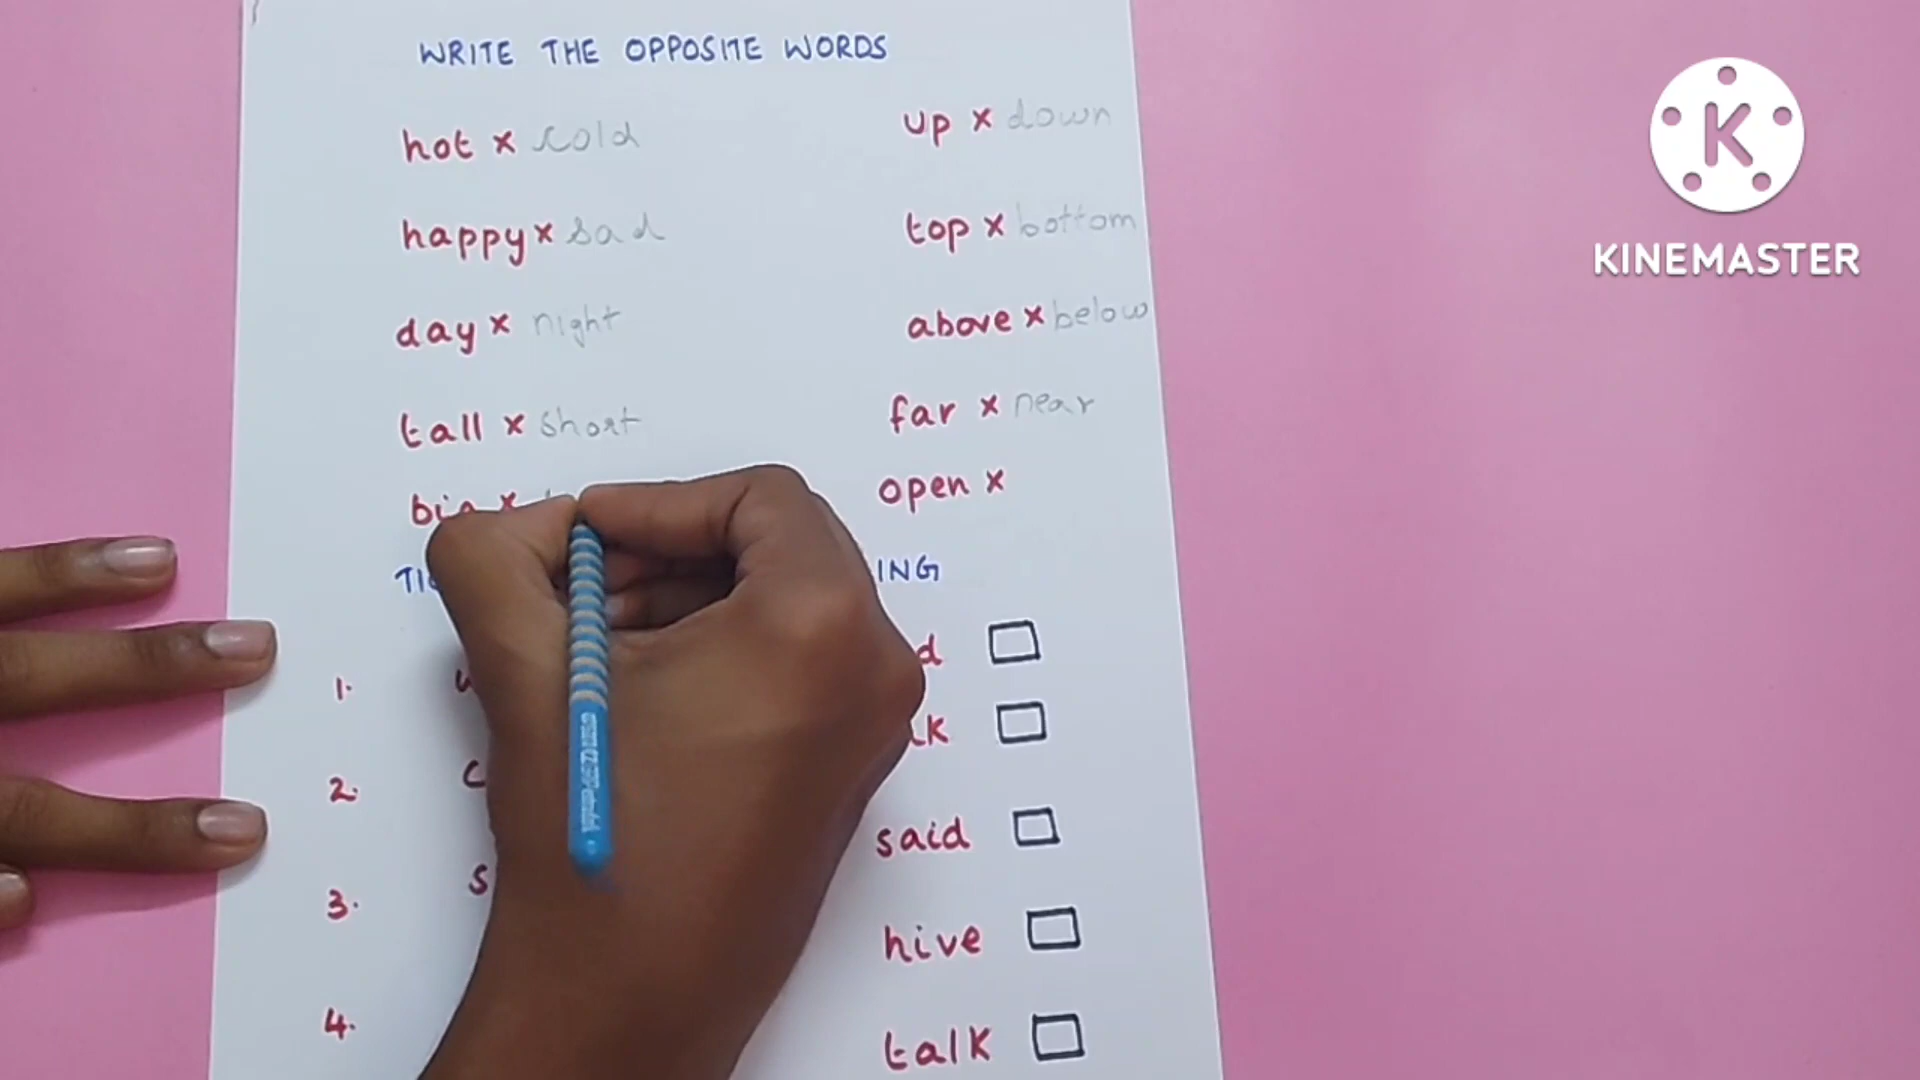 WRITE THE OPPOSITE WORDS
hot × cold
up × down
happy × sad
top × bottom
day × night
above × below
tall × short
far × near
big ×
open ×
1.
2.
said
3.
hive
4.
talk
K
KINEMASTER